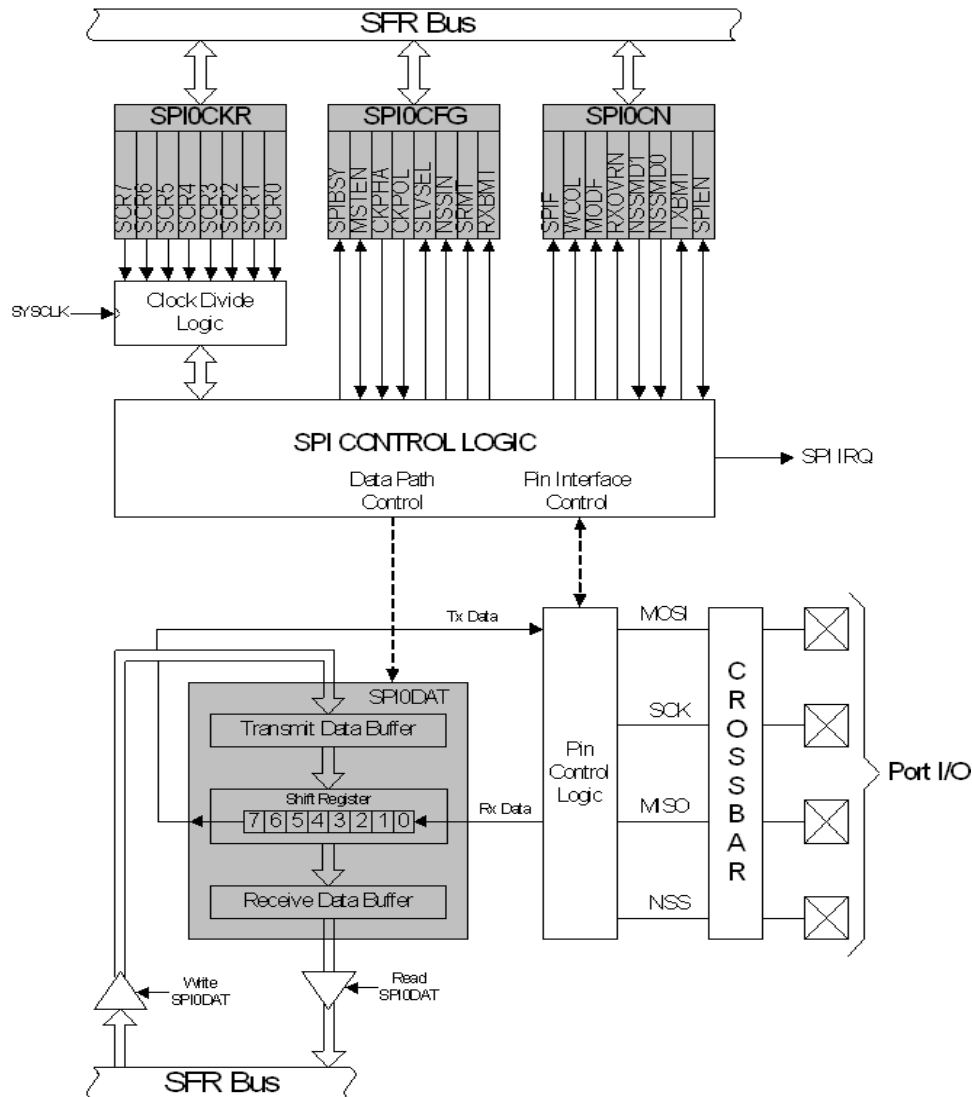 SFR Bus
SPI0CKR
SCR7
SCR6
SCR5
SCR4
SCR3
SCR2
SCR1
SCR0
SPI0CFG
SPIBSY
MSTEN
CKPHA
CKPOL
SLVSEL
NSSIN
SRMT
RXBMT
SPI0CN
SPIF
WCOL
MODF
RXOVRN
NSSMD1
NSSMD0
TXBMT
SPIEN
SYSCLK
Clock Divide
Logic
SPI CONTROL LOGIC
Data Path
Control
Pin Interface
Control
SPI IRQ
Tx Data
SPI0DAT
Transmit Data Buffer
Shift Register
7 6 5 4 3 2 1 0
Rx Data
Receive Data Buffer
Pin
Control
Logic
MOSI
SCK
MISO
NSS
CROSSBAR
Port I/O
Write
SPI0DAT
Read
SPI0DAT
SFR Bus